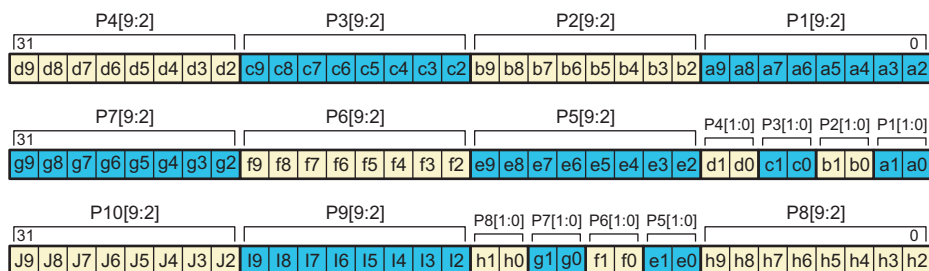 P4[9:2] P3[9:2] P2[9:2] P1[9:2]
31 0
d9 d8 d7 d6 d5 d4 d3 d2 c9 c8 c7 c6 c5 c4 c3 c2 b9 b8 b7 b6 b5 b4 b3 b2 a9 a8 a7 a6 a5 a4 a3 a2
P7[9:2] P6[9:2] P5[9:2] P4[1:0] P3[1:0] P2[1:0] P1[1:0]
31
g9 g8 g7 g6 g5 g4 g3 g2 f9 f8 f7 f6 f5 f4 f3 f2 e9 e8 e7 e6 e5 e4 e3 e2 d1 d0 c1 c0 b1 b0 a1 a0
P10[9:2] P9[9:2] P8[1:0] P7[1:0] P6[1:0] P5[1:0] P8[9:2]
31 0
J9 J8 J7 J6 J5 J4 J3 J2 I9 I8 I7 I6 I5 I4 I3 I2 h1 h0 g1 g0 f1 f0 e1 e0 h9 h8 h7 h6 h5 h4 h3 h2